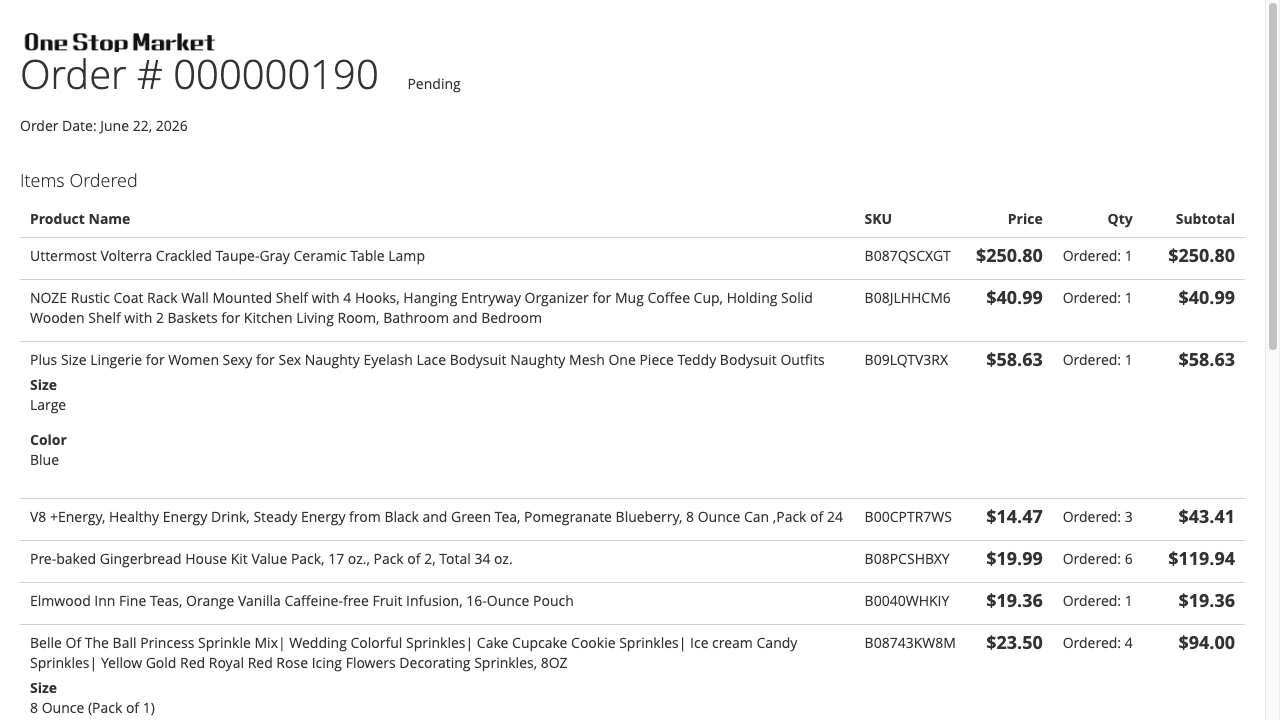 One Stop Market
Order # 000000190 Pending
Order Date: June 22, 2026
Items Ordered
Product Name SKU Price Qty Subtotal
Uttermost Volterra Crackled Taupe-Gray Ceramic Table Lamp B087QSCXGT $250.80 Ordered: 1 $250.80
NOZE Rustic Coat Rack Wall Mounted Shelf with 4 Hooks, Hanging Entryway Organizer for Mug Coffee Cup, Holding Solid B08JLHHCM6 $40.99 Ordered: 1 $40.99
Wooden Shelf with 2 Baskets for Kitchen Living Room, Bathroom and Bedroom
Plus Size Lingerie for Women Sexy for Sex Naughty Eyelash Lace Bodysuit Naughty Mesh One Piece Teddy Bodysuit Outfits B09LQTV3RX $58.63 Ordered: 1 $58.63
Size
Large
Color
Blue
V8 +Energy, Healthy Energy Drink, Steady Energy from Black and Green Tea, Pomegranate Blueberry, 8 Ounce Can ,Pack of 24 B00CPTR7WS $14.47 Ordered: 3 $43.41
Pre-baked Gingerbread House Kit Value Pack, 17 oz., Pack of 2, Total 34 oz. B08PCSHBXY $19.99 Ordered: 6 $119.94
Elmwood Inn Fine Teas, Orange Vanilla Caffeine-free Fruit Infusion, 16-Ounce Pouch B0040WHKIY $19.36 Ordered: 1 $19.36
Belle Of The Ball Princess Sprinkle Mix| Wedding Colorful Sprinkles| Cake Cupcake Cookie Sprinkles| Ice cream Candy B08743KW8M $23.50 Ordered: 4 $94.00
Sprinkles| Yellow Gold Red Royal Red Rose Icing Flowers Decorating Sprinkles, 8OZ
Size
8 Ounce (Pack of 1)